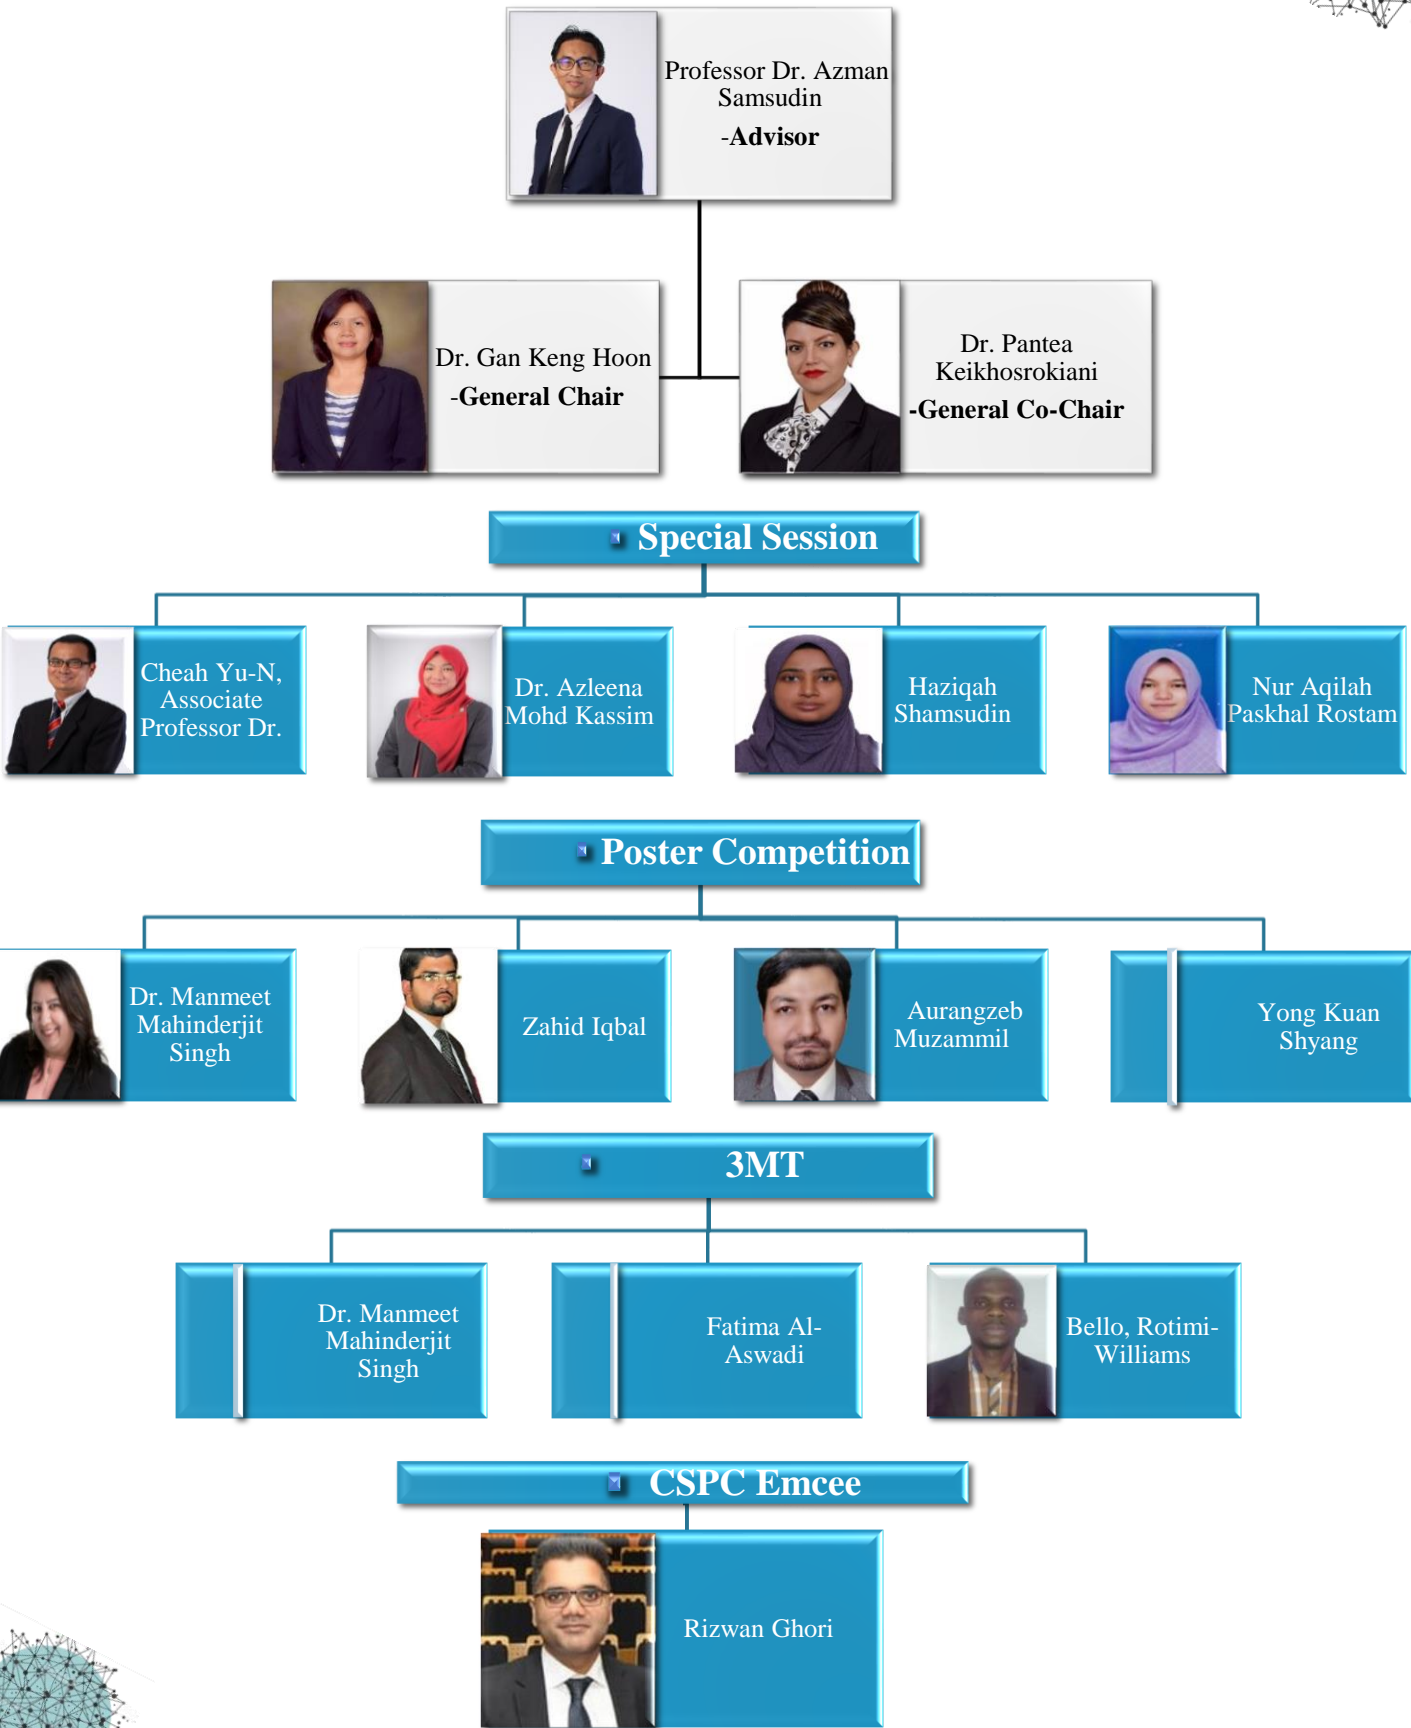 Professor Dr. Azman
Samsudin
-Advisor
Dr. Gan Keng Hoon
-General Chair
Dr. Pantea
Keikhosrokiani
-General Co-Chair
Special Session
Cheah Yu-N,
Associate
Professor Dr.
Dr. Azleena
Mohd Kassim
Haziqah
Shamsudin
Nur Aqilah
Paskhal Rostam
Poster Competition
Dr. Manmeet
Mahinderjit
Singh
Zahid Iqbal
Aurangzeb
Muzammil
Yong Kuan
Shyang
3MT
Dr. Manmeet
Mahinderjit
Singh
Fatima Al-
Aswadi
Bello, Rotimi-
Williams
CSPC Emcee
Rizwan Ghori